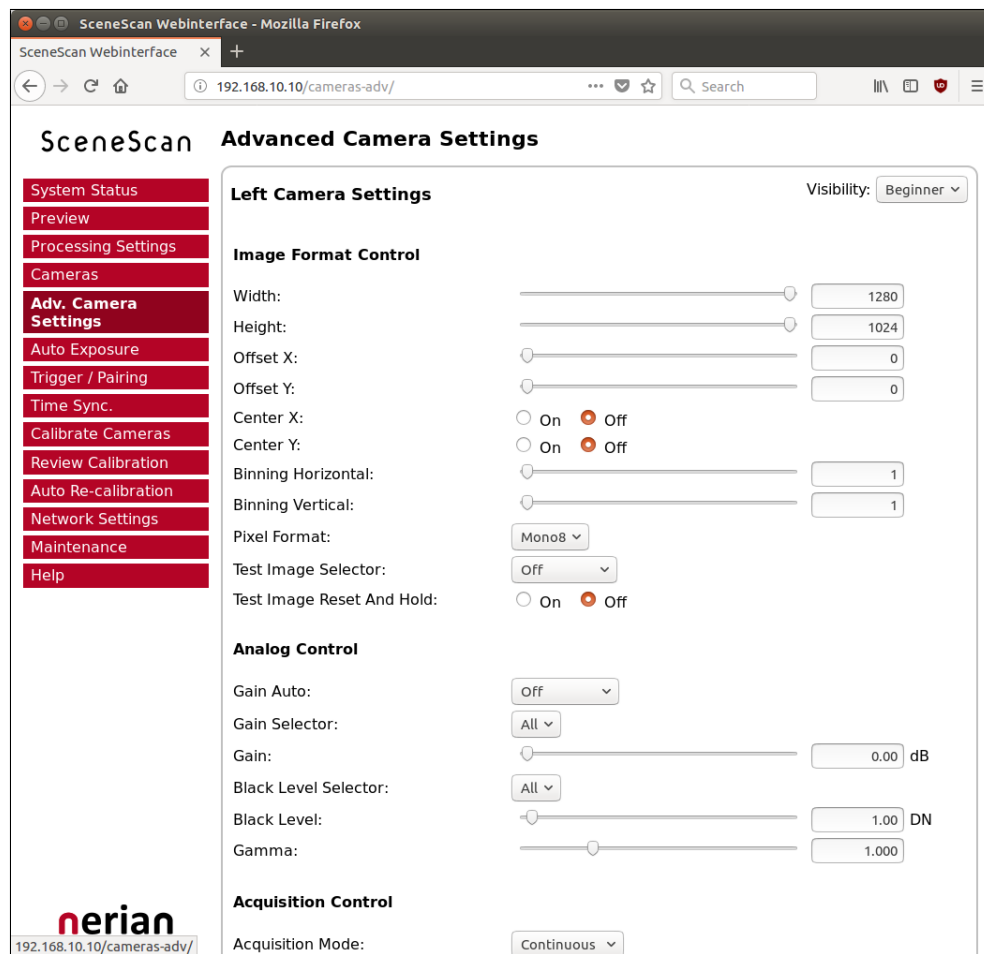 SceneScan Webinterface - Mozilla Firefox
SceneScan Webinterface
192.168.10.10/cameras-adv/
Search
SceneScan
Advanced Camera Settings
System Status
Preview
Processing Settings
Cameras
Adv. Camera
Settings
Auto Exposure
Trigger / Pairing
Time Sync.
Calibrate Cameras
Review Calibration
Auto Re-calibration
Network Settings
Maintenance
Help
Left Camera Settings
Visibility: Beginner
Image Format Control
Width: 1280
Height: 1024
Offset X: 0
Offset Y: 0
Center X: On Off
Center Y: On Off
Binning Horizontal: 1
Binning Vertical: 1
Pixel Format: Mono8
Test Image Selector: Off
Test Image Reset And Hold: On Off
Analog Control
Gain Auto: Off
Gain Selector: All
Gain: 0.00 dB
Black Level Selector: All
Black Level: 1.00 DN
Gamma: 1.000
Acquisition Control
Acquisition Mode: Continuous
nerian
192.168.10.10/cameras-adv/